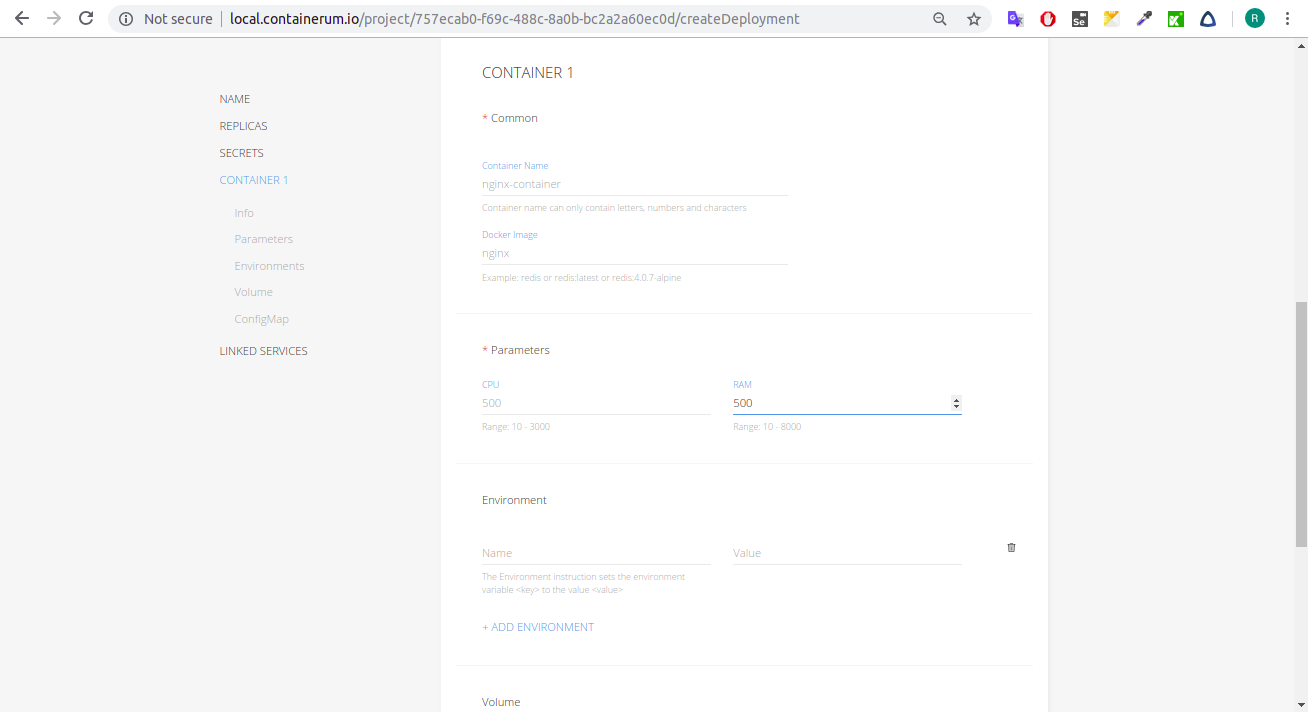 Not secure
local.containerum.io/project/757ecab0-f69c-488c-8a0b-bc2a2a60ec0d/createDeployment
Se
R
NAME
REPLICAS
SECRETS
CONTAINER 1
Info
Parameters
Environments
Volume
ConfigMap
LINKED SERVICES
CONTAINER 1
* Common
Container Name
nginx-container
Container name can only contain letters, numbers and characters
Docker Image
nginx
Example: redis or redis:latest or redis:4.0.7-alpine
* Parameters
CPU
RAM
500
500
Range: 10 - 3000
Range: 10 - 8000
Environment
Name
Value
The Environment instruction sets the environment
variable <key> to the value <value>
+ ADD ENVIRONMENT
Volume